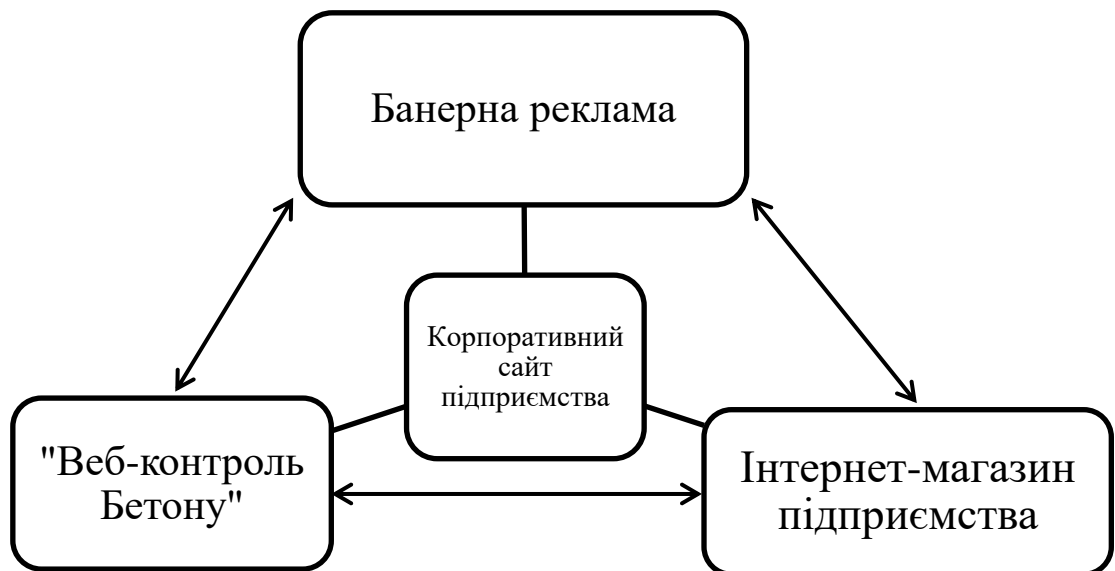 Банерна реклама
Корпоративний
сайт
підприємства
"Веб-контроль
Бетону"
Інтернет-магазин
підприємства